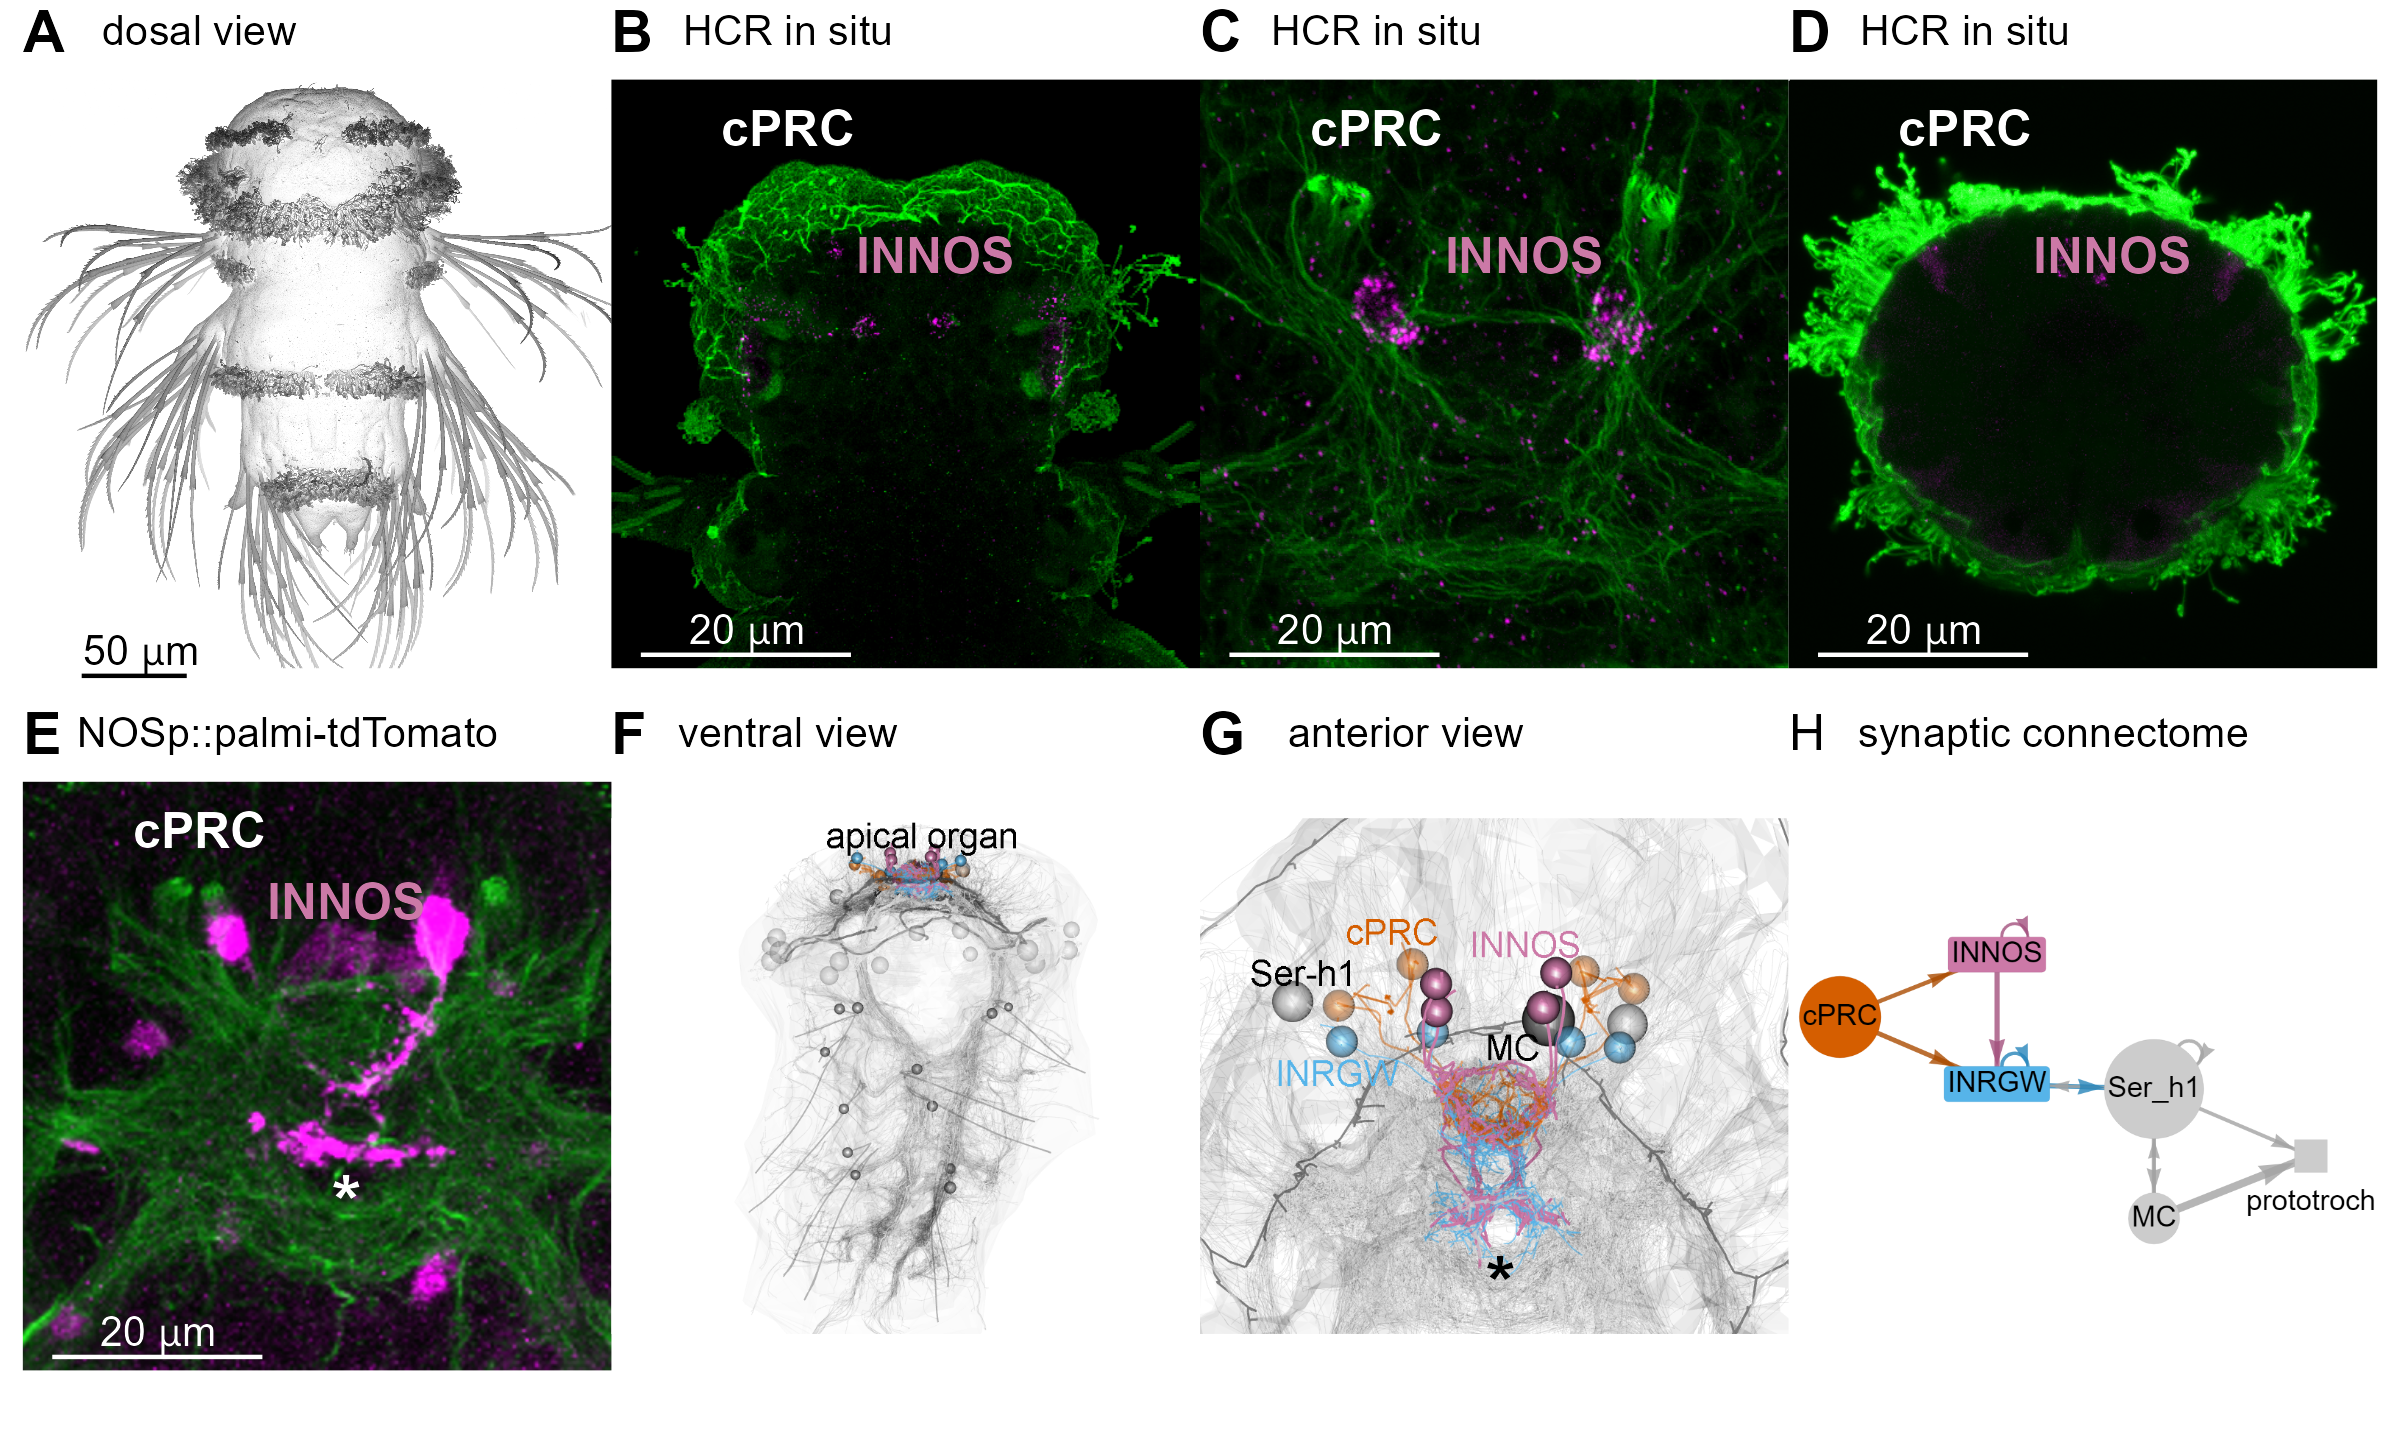 A dosal view
B HCR in situ
C HCR in situ
D HCR in situ
50 μm
cPRC
INNOS
20 μm
cPRC
INNOS
20 μm
cPRC
INNOS
20 μm
E NOSp::palmi-tdTomato
F ventral view
G anterior view
H synaptic connectome
cPRC
INNOS
*
20 μm
apical organ
cPRC
INNOS
Ser-h1
MC
INRGW
*
INNOS
cPRC
INRGW
Ser_h1
prototroch
MC